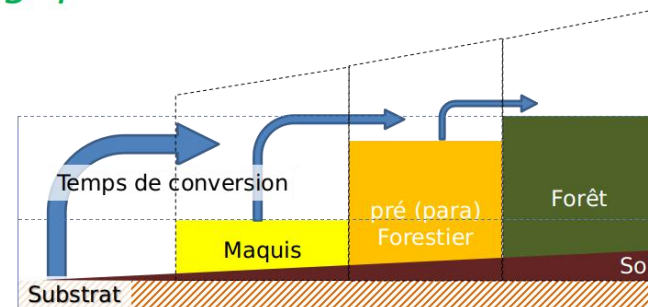 Temps de conversion
Maquis
pré (para)
Forestier
Forêt
So
Substrat